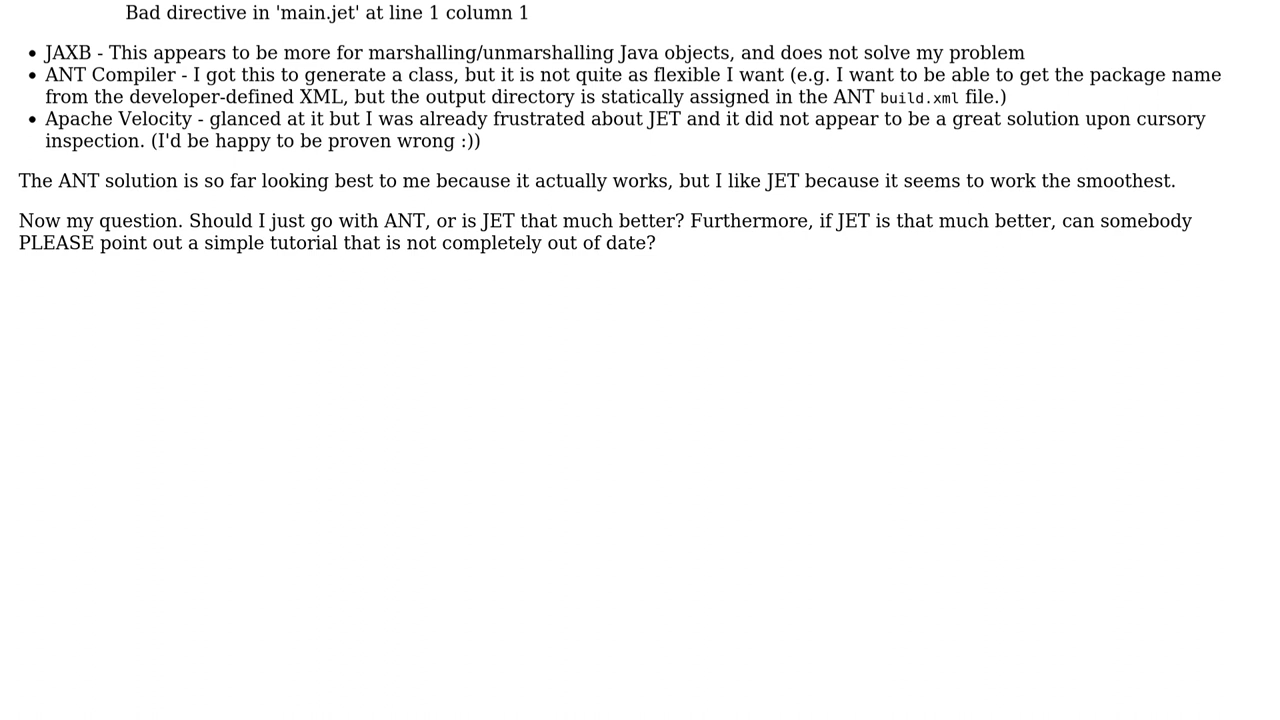 Bad directive in 'main.jet' at line 1 column 1
• JAXB - This appears to be more for marshalling/unmarshalling Java objects, and does not solve my problem
• ANT Compiler - I got this to generate a class, but it is not quite as flexible I want (e.g. I want to be able to get the package name
from the developer-defined XML, but the output directory is statically assigned in the ANT build.xml file.)
• Apache Velocity - glanced at it but I was already frustrated about JET and it did not appear to be a great solution upon cursory
inspection. (I'd be happy to be proven wrong :))
The ANT solution is so far looking best to me because it actually works, but I like JET because it seems to work the smoothest.
Now my question. Should I just go with ANT, or is JET that much better? Furthermore, if JET is that much better, can somebody
PLEASE point out a simple tutorial that is not completely out of date?